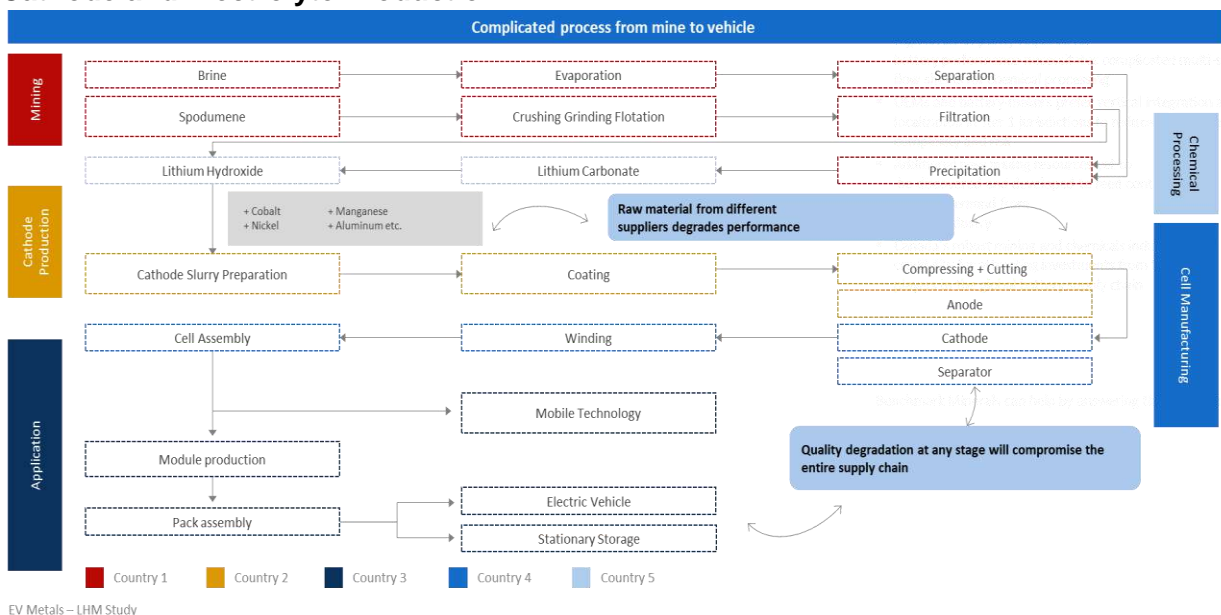 Complicated process from mine to vehicle
Mining
Brine
Evaporation
Separation
Spodumene
Crushing Grinding Flotation
Filtration
Chemical
Processing
Lithium Hydroxide
Lithium Carbonate
Precipitation
Cathode
Production
+ Cobalt
+ Manganese
+ Nickel
+ Aluminum etc.
Raw material from different
suppliers degrades performance
Cathode Slurry Preparation
Coating
Compressing + Cutting
Cell Manufacturing
Anode
Cell Assembly
Winding
Cathode
Separator
Application
Mobile Technology
Module production
Quality degradation at any stage will compromise the
entire supply chain
Electric Vehicle
Pack assembly
Stationary Storage
Country 1
Country 2
Country 3
Country 4
Country 5
EV Metals – LHM Study